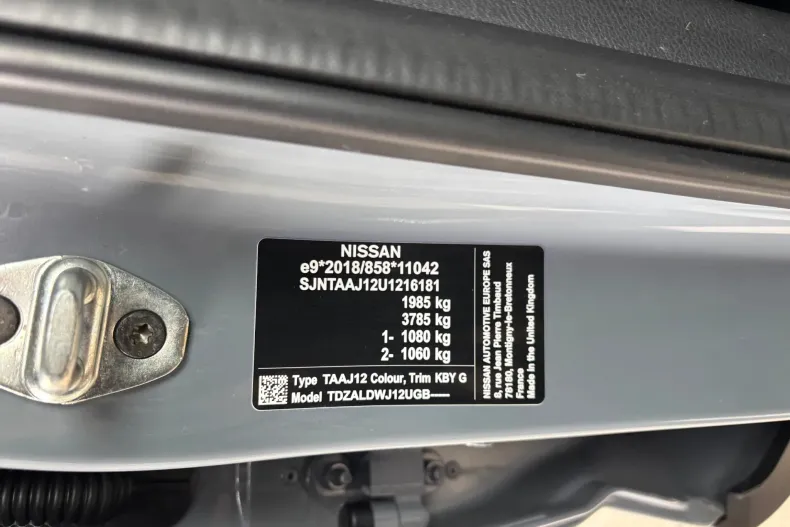 NISSAN
e9*2018/858*11042
SJNTAAJ12U1216181
1985 kg
3785 kg
1- 1080 kg
2- 1060 kg
Type TAAJ12 Colour, Trim KBY G
Model TDZALDWJ12UGB-----
NISSAN AUTOMOTIVE EUROPE SAS
8, rue Jean Pierre Timbaud
78180, Montigny-le-Bretonneux
France
Made in the United Kingdom